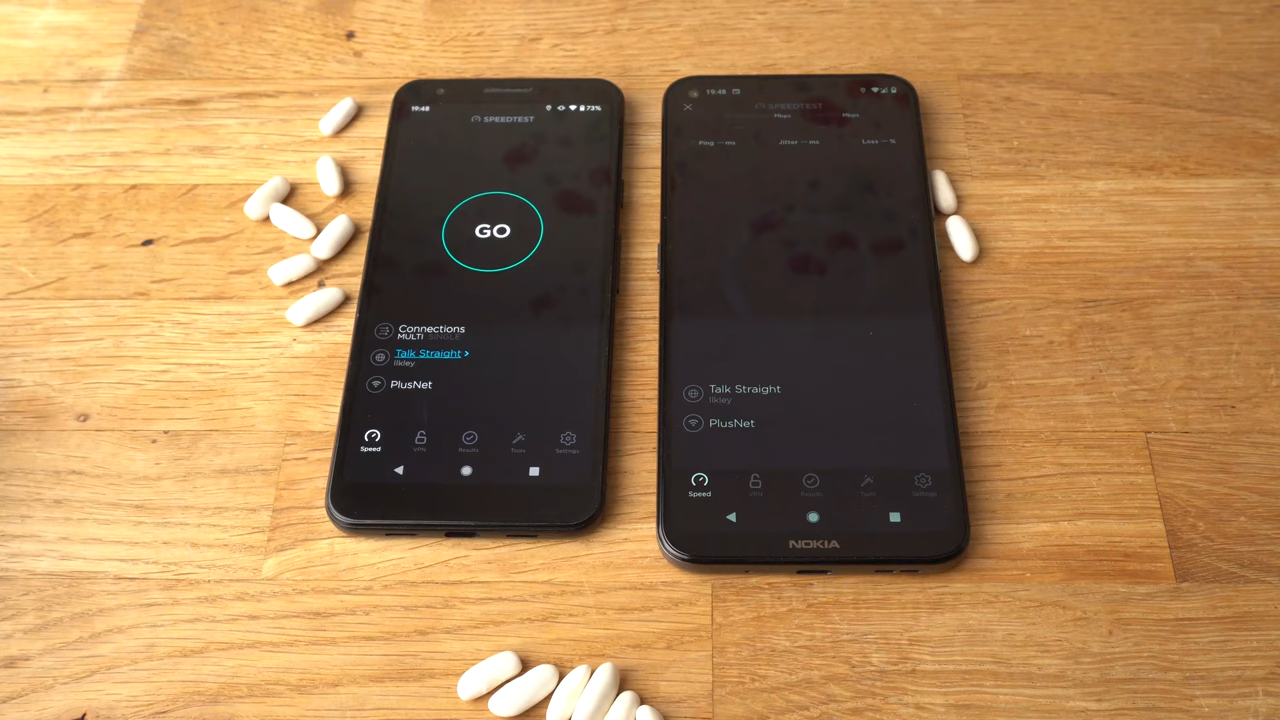 19:48
73%
SPEEDTEST
GO
Connections
MULTI SINGLE
Talk Straight >
Ilkley
PlusNet
Speed
VPN
Results
Tools
Settings
19:48
SPEEDTEST
Mbps
Mbps
Ping -- ms
Jitter -- ms
Loss -- %
Talk Straight
Ilkley
PlusNet
Speed
VPN
Results
Tools
Settings
NOKIA